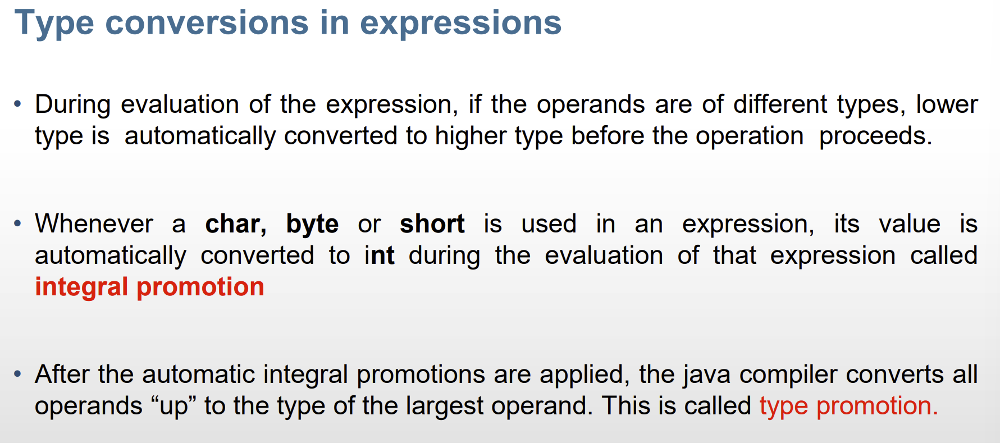 Type conversions in expressions
• During evaluation of the expression, if the operands are of different types, lower
type is automatically converted to higher type before the operation proceeds.
• Whenever a char, byte or short is used in an expression, its value is
automatically converted to int during the evaluation of that expression called
integral promotion
• After the automatic integral promotions are applied, the java compiler converts all
operands “up” to the type of the largest operand. This is called type promotion.